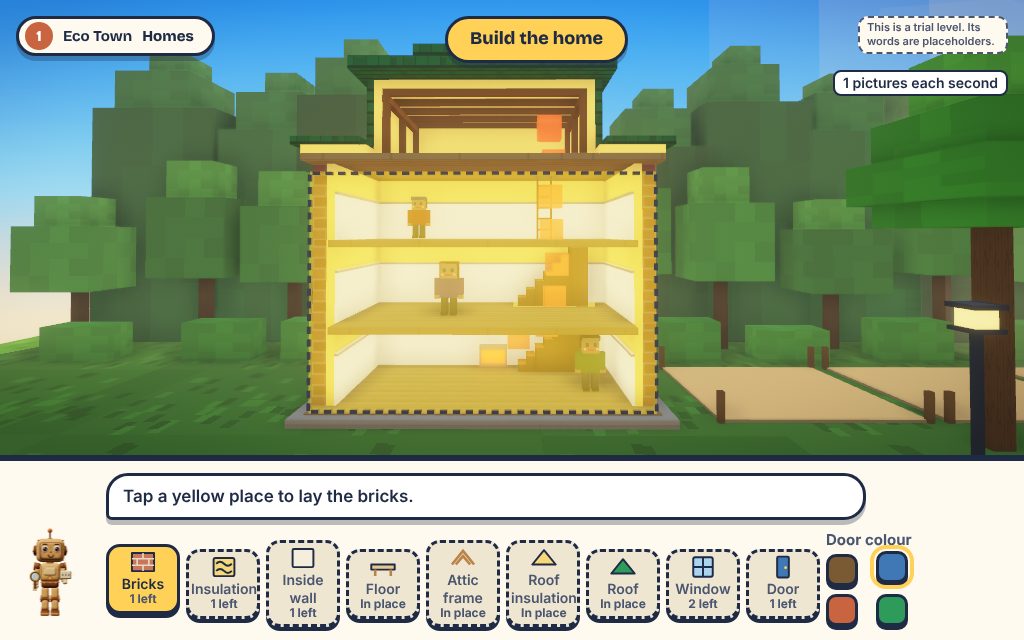 1 Eco Town Homes
Build the home
This is a trial level. Its
words are placeholders.
1 pictures each second
Tap a yellow place to lay the bricks.
Door colour
Bricks
1 left
Insulation
1 left
Inside
wall
1 left
Floor
In place
Attic
frame
In place
Roof
insulation
In place
Roof
In place
Window
2 left
Door
1 left